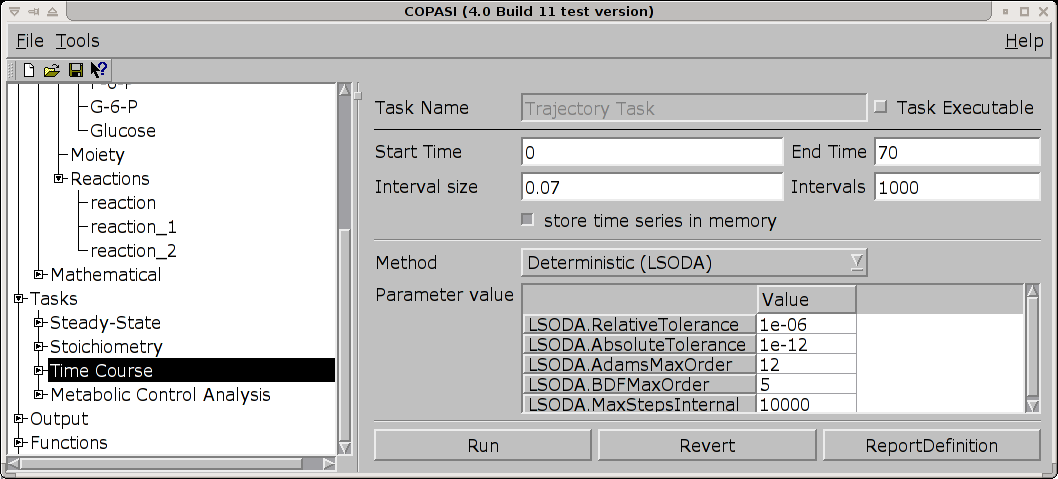 COPASI (4.0 Build 11 test version)
File Tools Help
G-6-P
Glucose
Moiety
Reactions
reaction
reaction_1
reaction_2
Mathematical
Tasks
Steady-State
Stoichiometry
Time Course
Metabolic Control Analysis
Output
Functions
Task Name Trajectory Task Task Executable
Start Time 0 End Time 70
Interval size 0.07 Intervals 1000
store time series in memory
Method Deterministic (LSODA)
Parameter value
Value
LSODA.RelativeTolerance 1e-06
LSODA.AbsoluteTolerance 1e-12
LSODA.AdamsMaxOrder 12
LSODA.BDFMaxOrder 5
LSODA.MaxStepsInternal 10000
Run Revert ReportDefinition